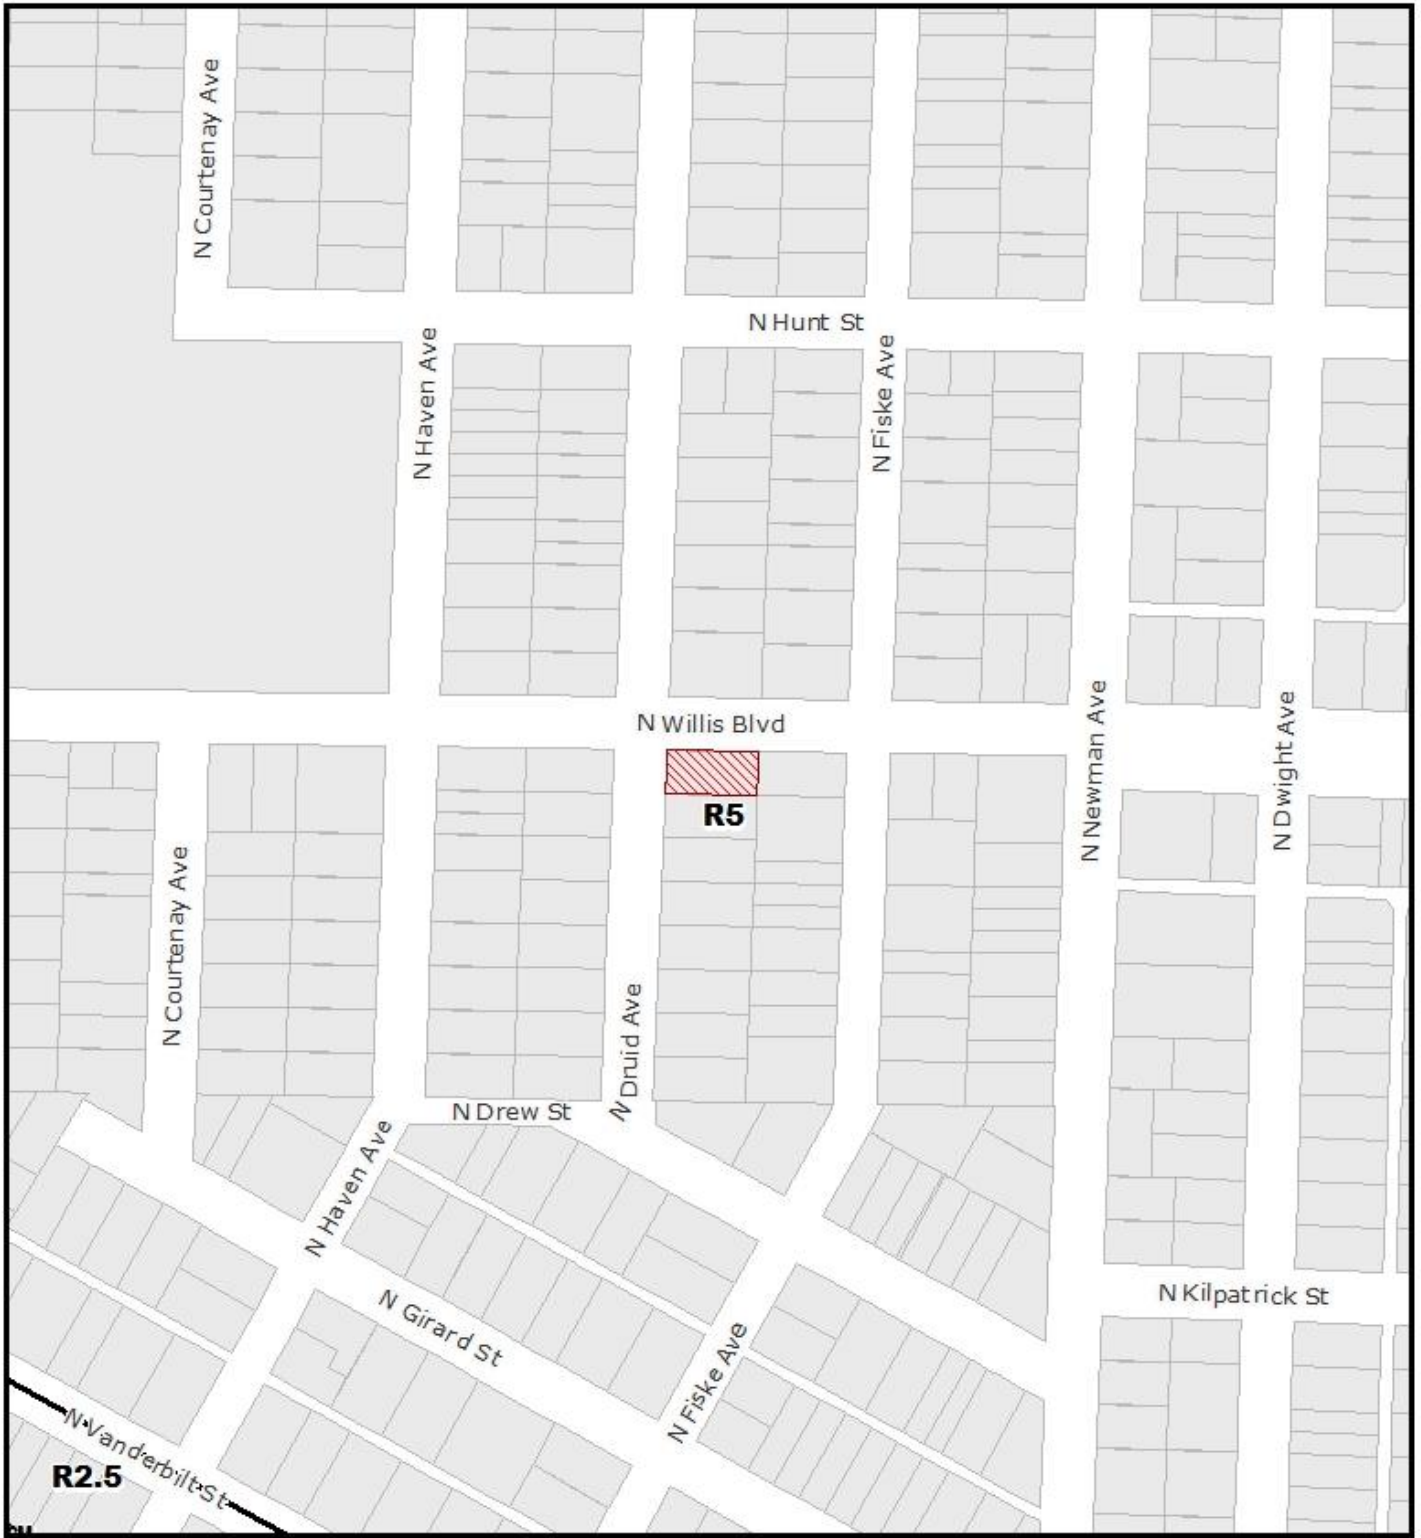 N Courtenay Ave
N Hunt St
N Haven Ave
N Fiske Ave
N Willis Blvd
N Newman Ave
N Dwight Ave
R5
N Courtenay Ave
N Druid Ave
N Drew St
N Haven Ave
N Kilpatrick St
N Girard St
N Fiske Ave
N Vanderbilt St
R2.5